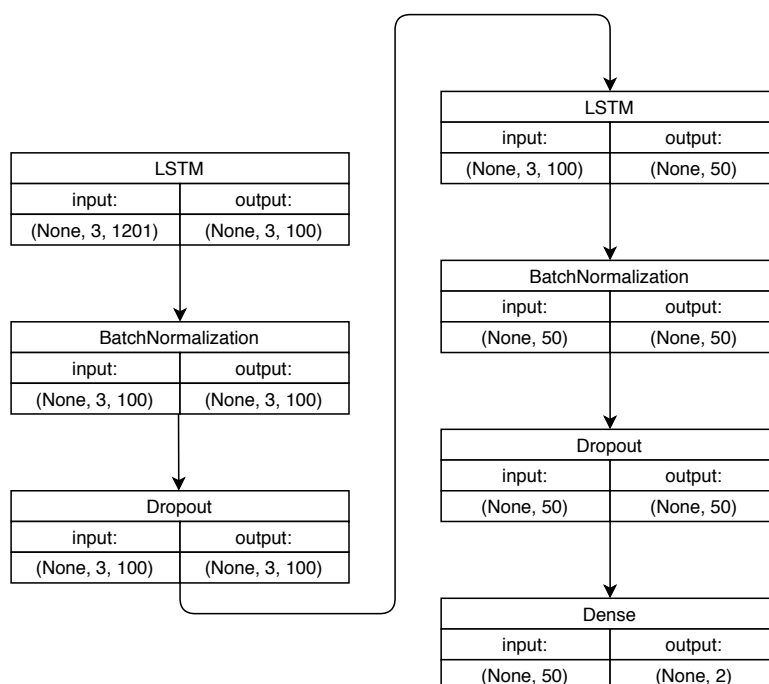 LSTM
input: output:
(None, 3, 1201) (None, 3, 100)
BatchNormalization
input: output:
(None, 3, 100) (None, 3, 100)
Dropout
input: output:
(None, 3, 100) (None, 3, 100)
LSTM
input: output:
(None, 3, 100) (None, 50)
BatchNormalization
input: output:
(None, 50) (None, 50)
Dropout
input: output:
(None, 50) (None, 50)
Dense
input: output:
(None, 50) (None, 2)